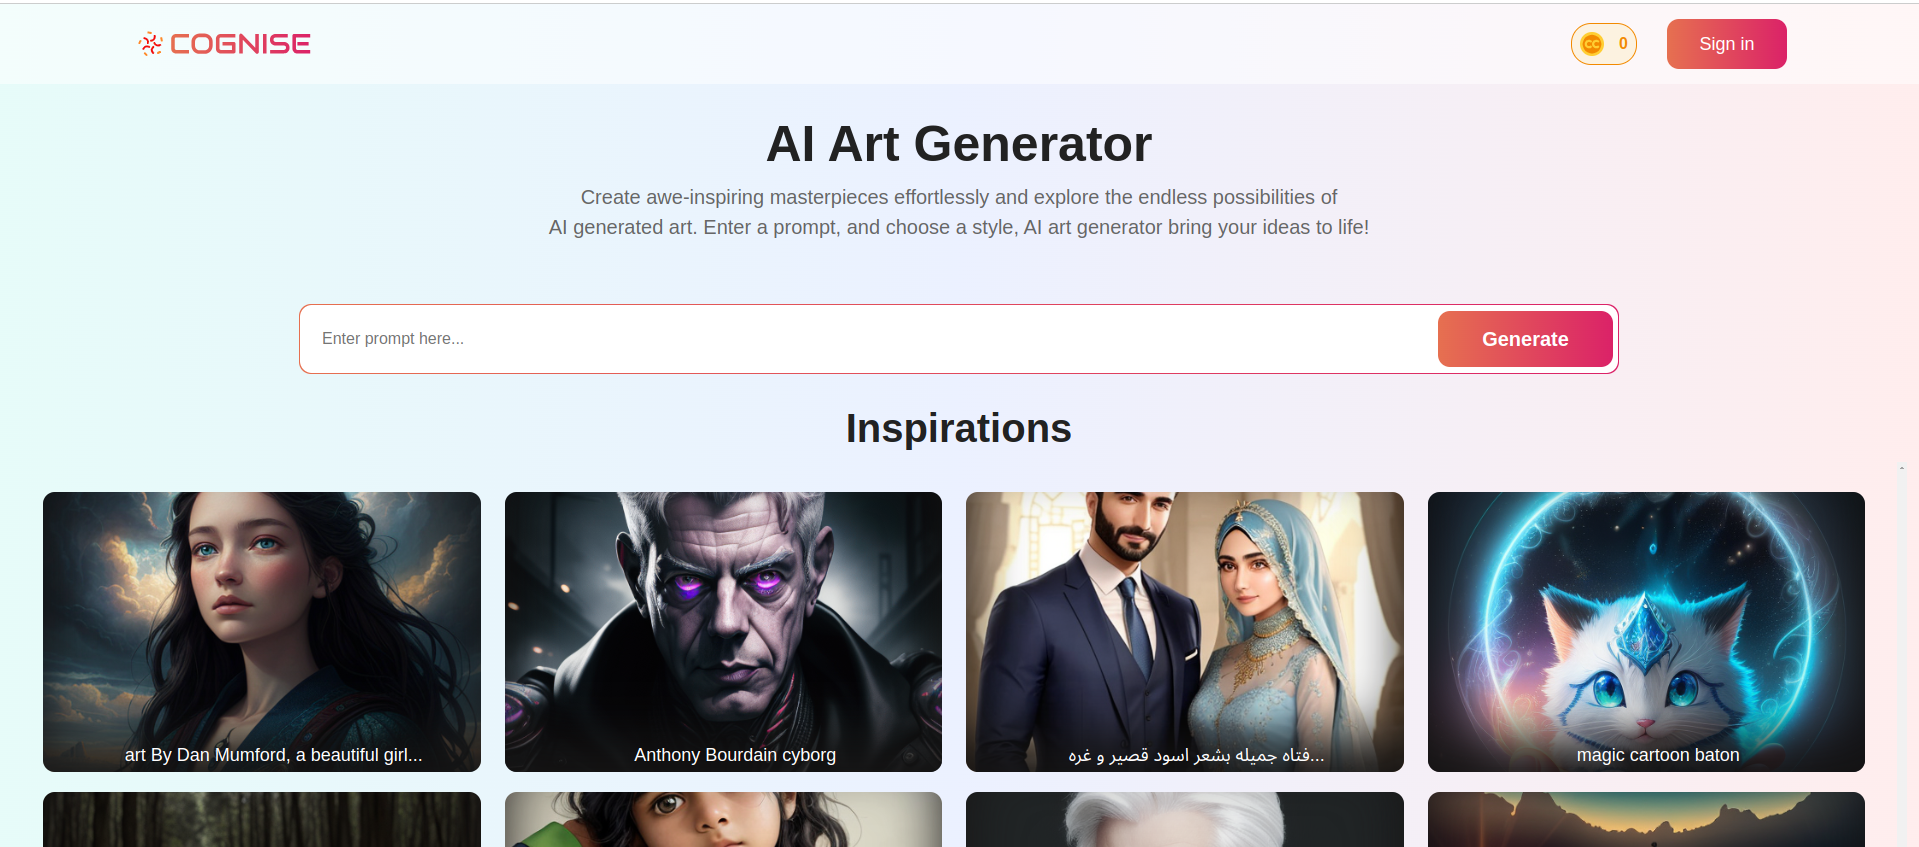 COGNISE
CC 0
Sign in
AI Art Generator
Create awe-inspiring masterpieces effortlessly and explore the endless possibilities of
AI generated art. Enter a prompt, and choose a style, AI art generator bring your ideas to life!
Enter prompt here...
Generate
Inspirations
art By Dan Mumford, a beautiful girl...
Anthony Bourdain cyborg
فتاه جميله بشعر اسود قصير و غره...
magic cartoon baton